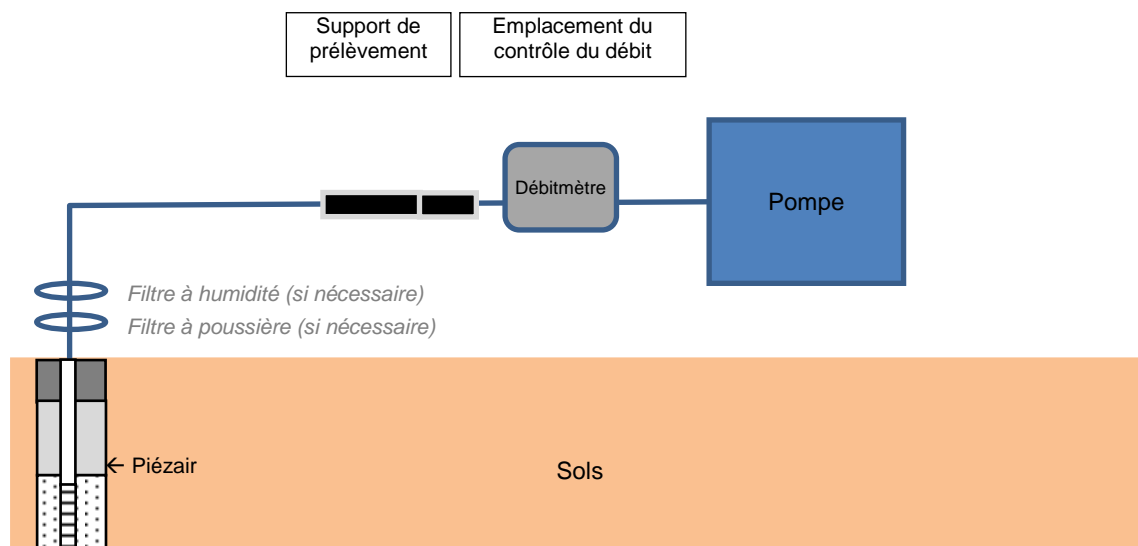 Support de
prélèvement
Emplacement du
contrôle du débit
Débitmètre
Pompe
Filtre à humidité (si nécessaire)
Filtre à poussière (si nécessaire)
← Piézair
Sols